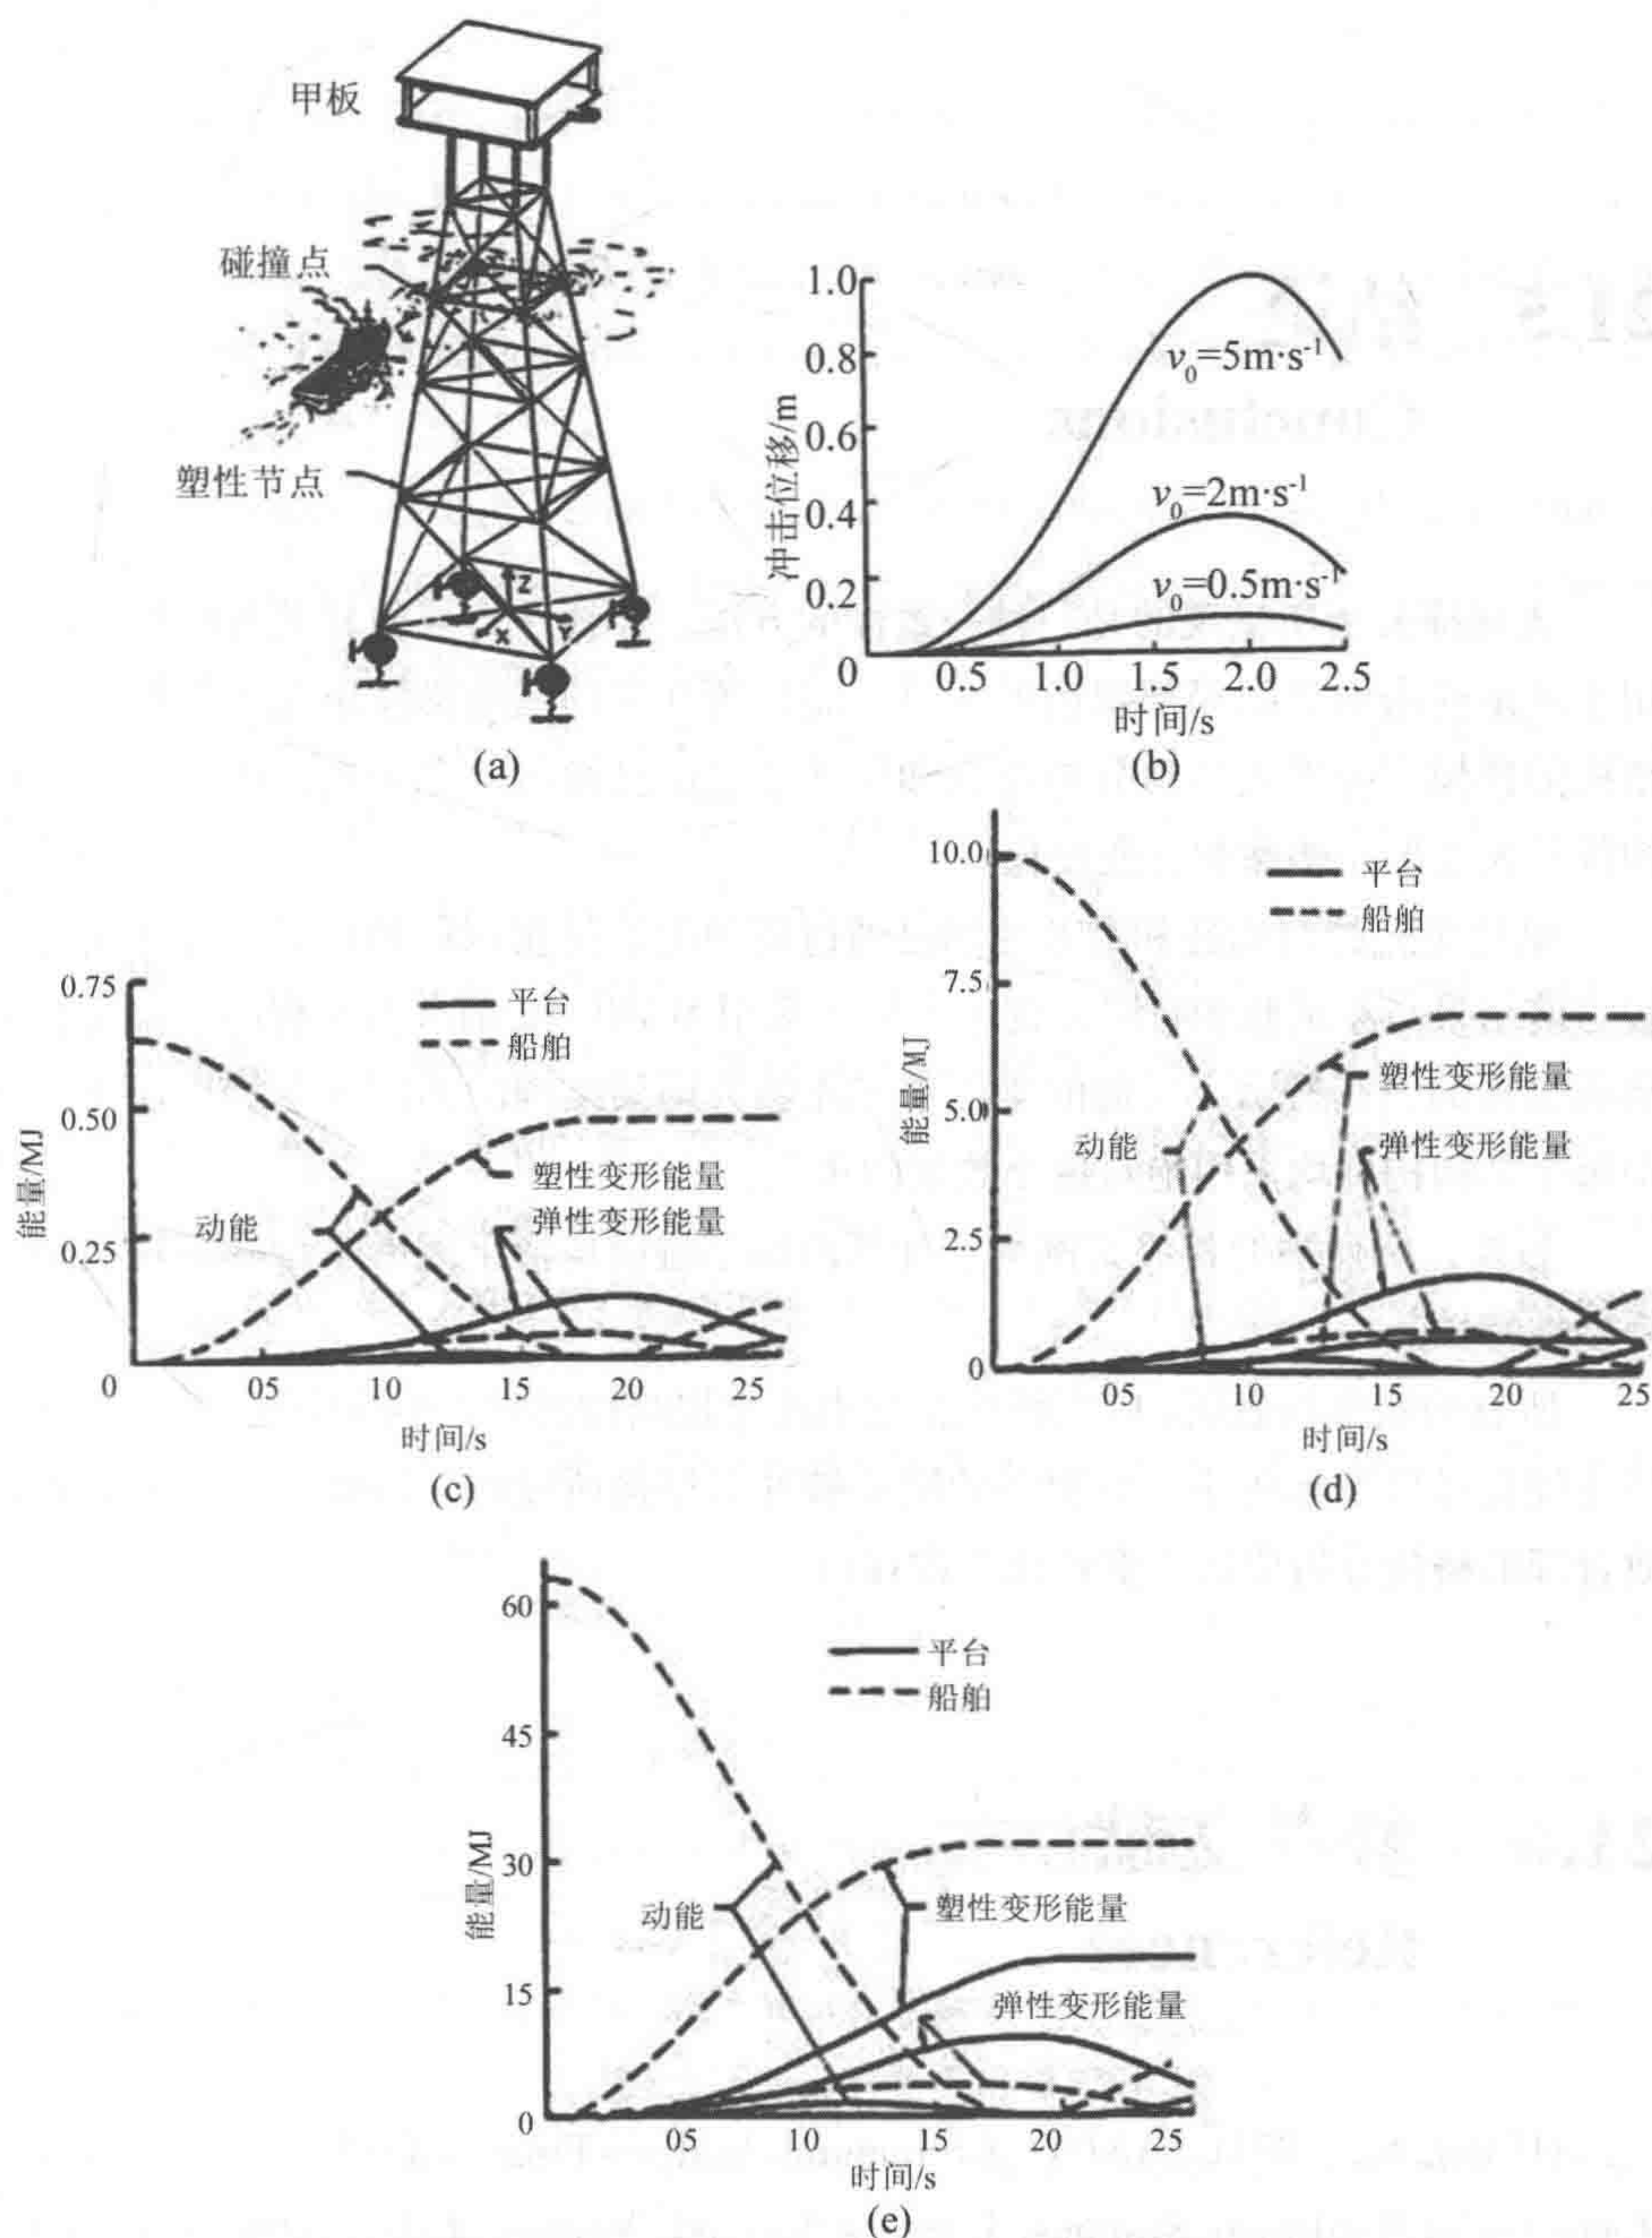 甲板
碰撞点
塑性节点
Z
X
Y
(a)
冲击位移/m
1.0
0.8
0.6
0.4
0.2
0
v₀=5m·s⁻¹
v₀=2m·s⁻¹
v₀=0.5m·s⁻¹
0.5 1.0 1.5 2.0 2.5
时间/s
(b)
能量/MJ
0.75
0.50
0.25
0
平台
船舶
塑性变形能量
弹性变形能量
动能
05 10 15 20 25
时间/s
(c)
能量/MJ
10.0
7.5
5.0
2.5
0
平台
船舶
塑性变形能量
弹性变形能量
动能
05 10 15 20 25
时间/s
(d)
能量/MJ
60
45
30
15
0
平台
船舶
动能
塑性变形能量
弹性变形能量
05 10 15 20 25
时间/s
(e)